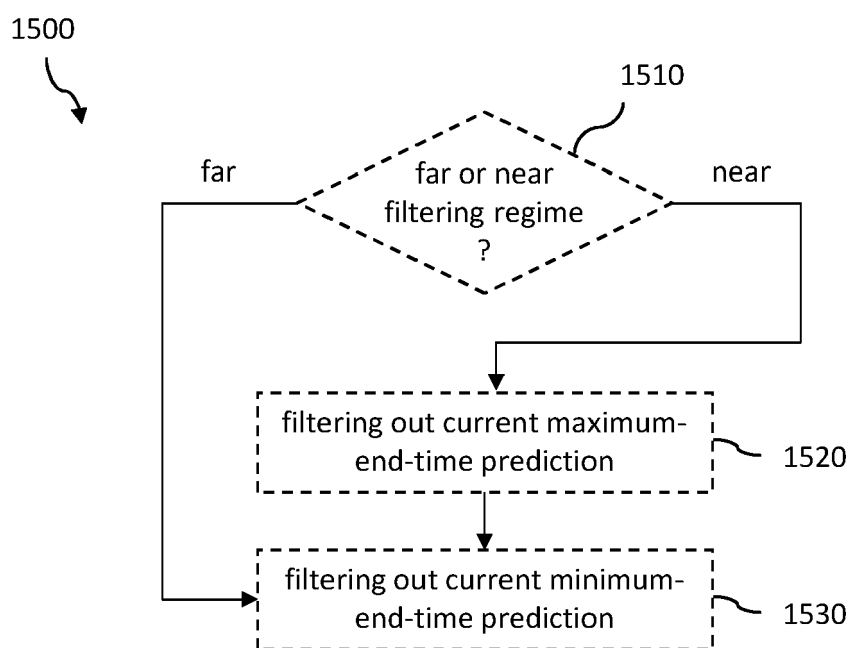 1500
1510
far
near
far or near
filtering regime
?
filtering out current maximum-
end-time prediction
1520
filtering out current minimum-
end-time prediction
1530